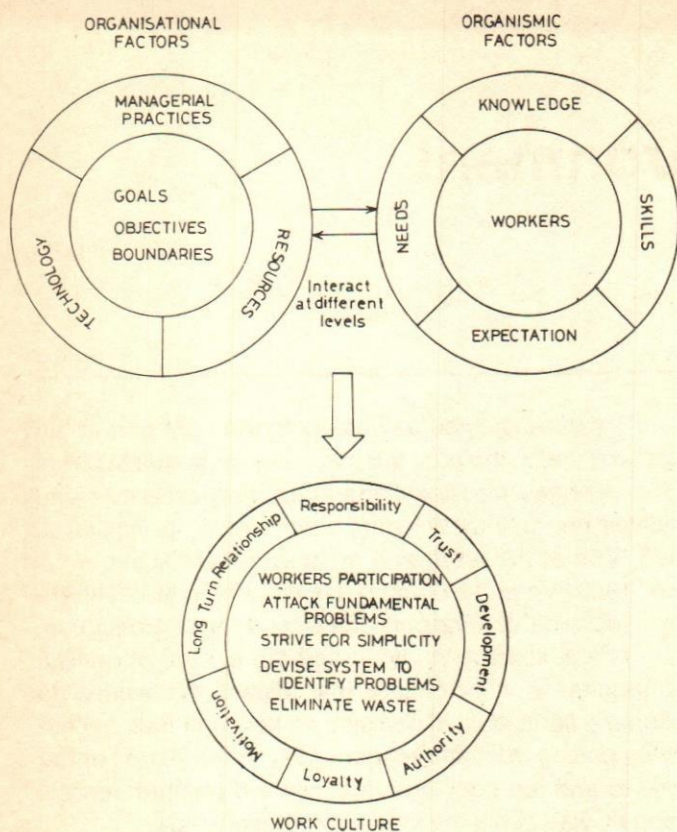 ORGANISATIONAL
FACTORS
MANAGERIAL
PRACTICES
TECHNOLOGY
RESOURCES
GOALS
OBJECTIVES
BOUNDARIES
Interact
at different
levels
ORGANISMIC
FACTORS
KNOWLEDGE
NEEDS
SKILLS
WORKERS
EXPECTATION
Responsibility
Trust
Development
Authority
Loyalty
Motivation
Long Turn Relationship
WORKERS PARTICIPATION
ATTACK FUNDAMENTAL
PROBLEMS
STRIVE FOR SIMPLICITY
DEVISE SYSTEM TO
IDENTIFY PROBLEMS
ELIMINATE WASTE
WORK CULTURE